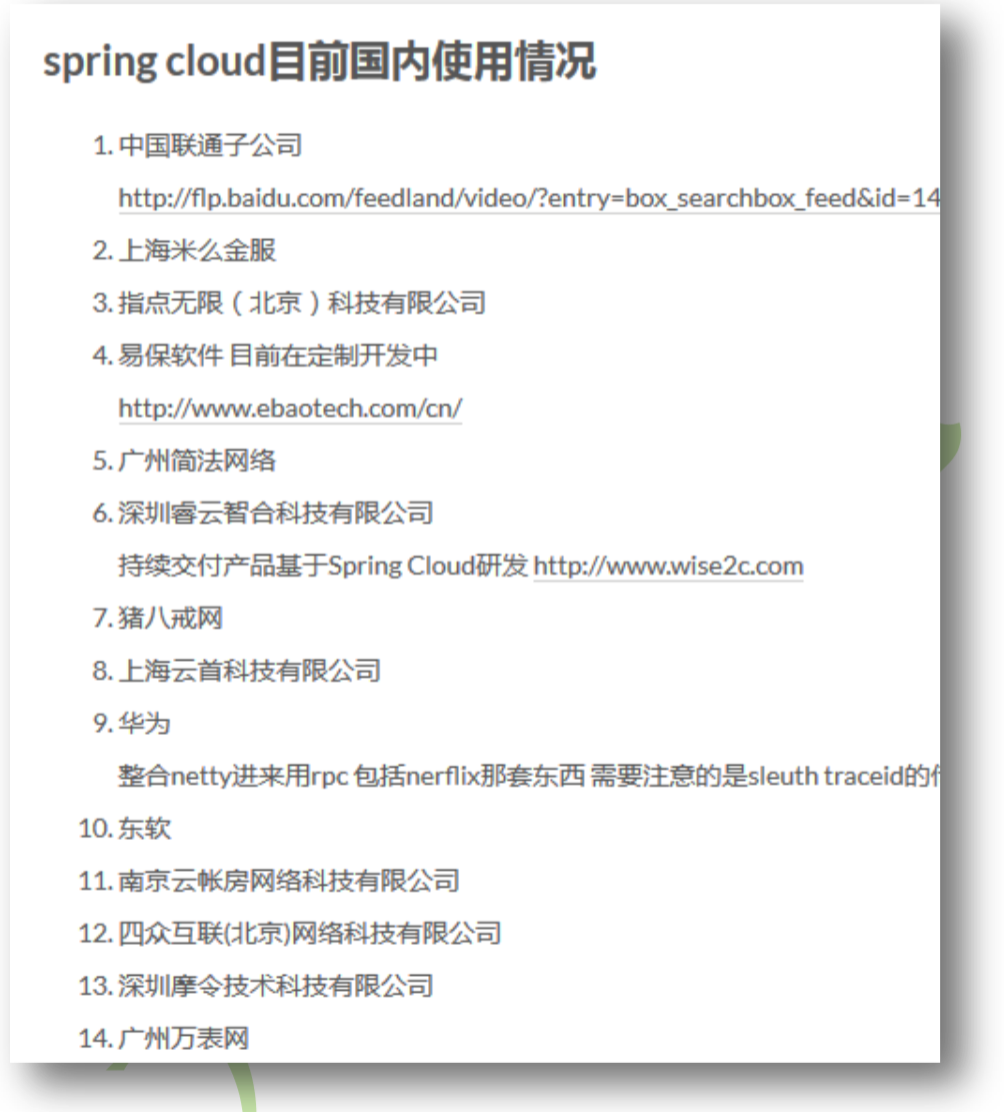 spring cloud目前国内使用情况
1. 中国联通子公司
http://flp.baidu.com/feedland/video/?entry=box_searchbox_feed&id=14
2. 上海米么金服
3. 指点无限（北京）科技有限公司
4. 易保软件 目前在定制开发中
http://www.ebaotech.com/cn/
5. 广州简法网络
6. 深圳睿云智合科技有限公司
持续交付产品基于Spring Cloud研发 http://www.wise2c.com
7. 猪八戒网
8. 上海云首科技有限公司
9. 华为
整合netty进来用rpc 包括nerflix那套东西 需要注意的是sleuth traceid的
10. 东软
11. 南京云帐房网络科技有限公司
12. 四众互联(北京)网络科技有限公司
13. 深圳摩令技术科技有限公司
14. 广州万表网